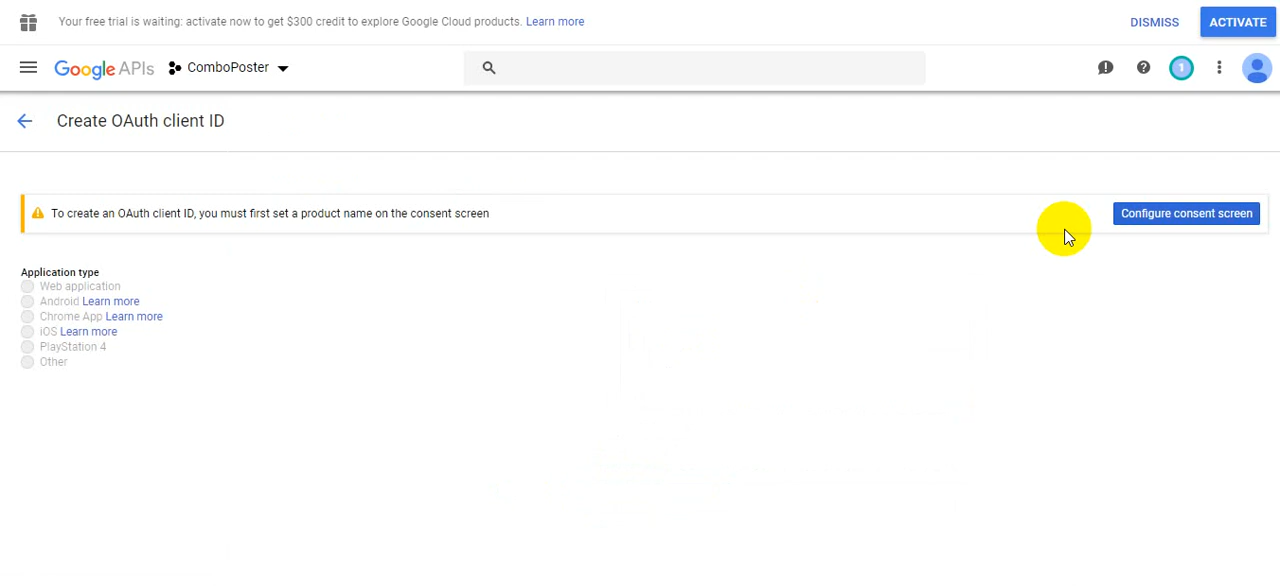 Your free trial is waiting: activate now to get $300 credit to explore Google Cloud products. Learn more
DISMISS
ACTIVATE
Google APIs
ComboPoster
1
Create OAuth client ID
To create an OAuth client ID, you must first set a product name on the consent screen
Configure consent screen
Application type
Web application
Android Learn more
Chrome App Learn more
iOS Learn more
PlayStation 4
Other